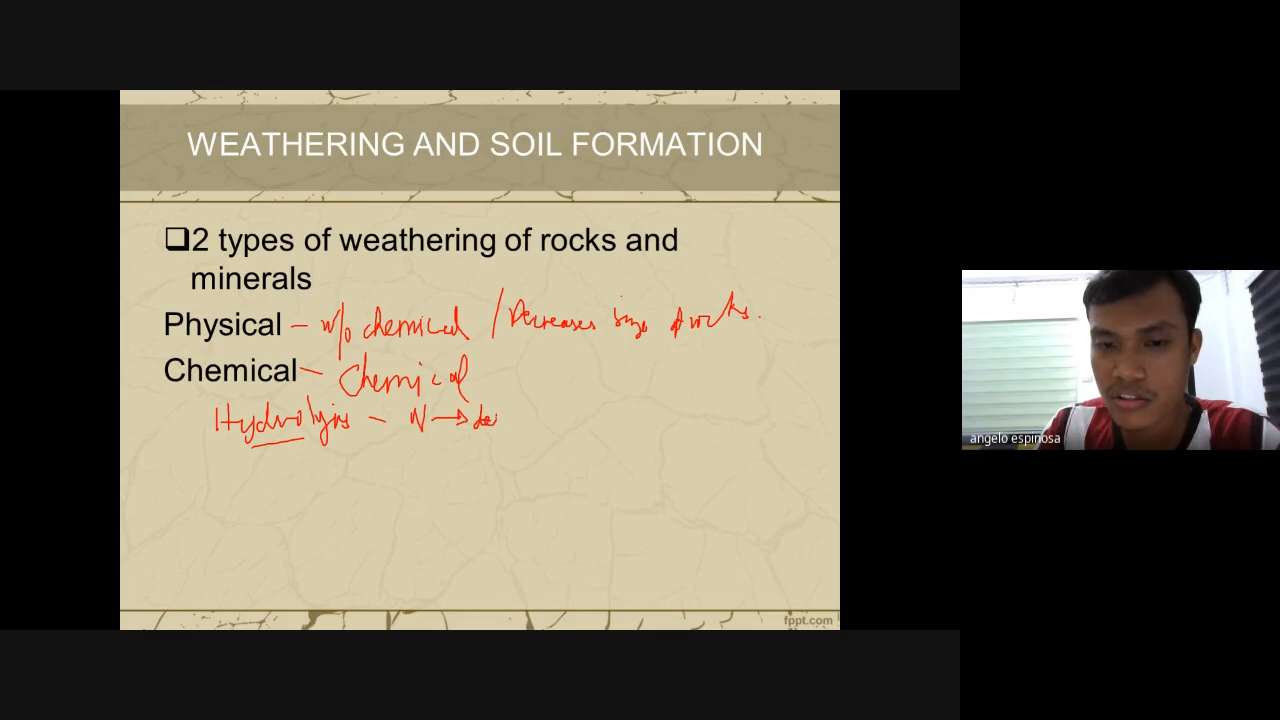 WEATHERING AND SOIL FORMATION
❑2 types of weathering of rocks and
minerals
Physical – w/o chemical / Decreases size of rocks.
Chemical – Chemical
Hydrolysis –
fppt.com
angelo espinosa